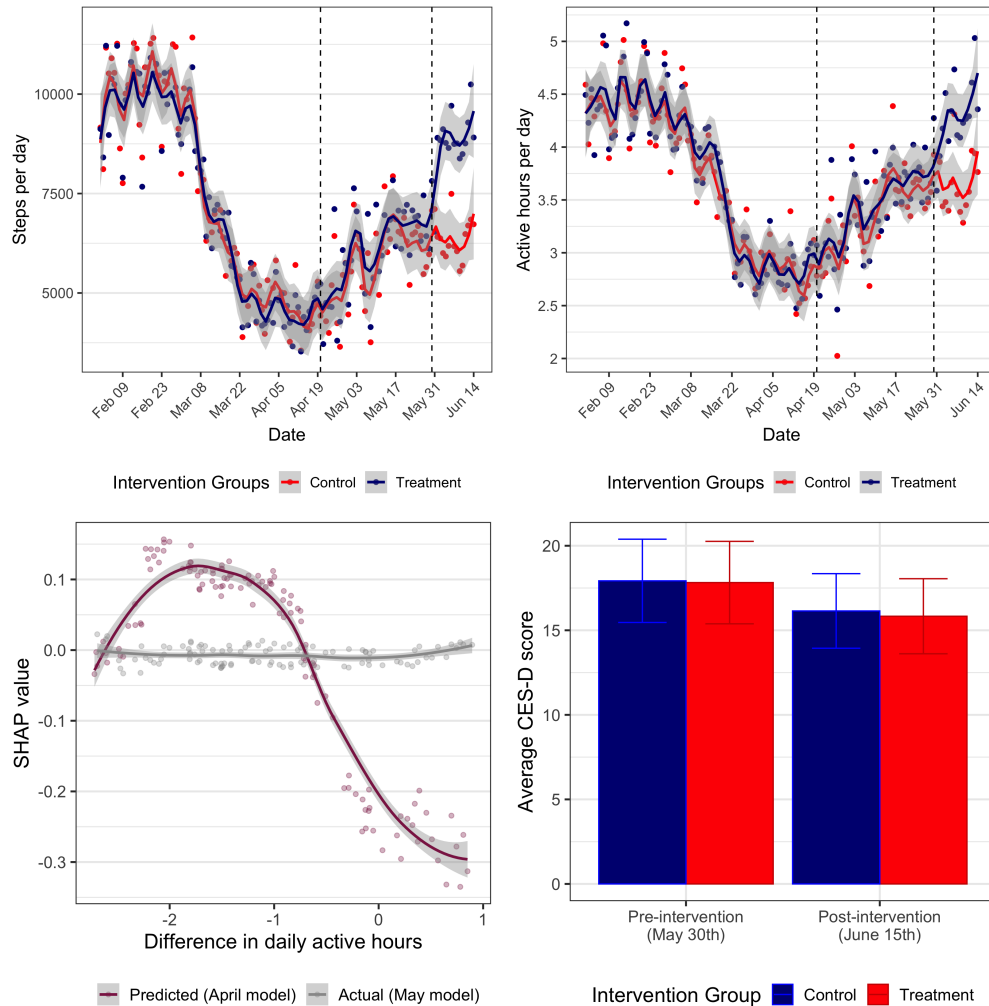 Steps per day
10000
7500
5000
Feb 09
Feb 23
Mar 08
Mar 22
Apr 05
Apr 19
May 03
May 17
May 31
Jun 14
Date
Intervention Groups
Control
Treatment
Active hours per day
5
4.5
4
3.5
3
2.5
2
Feb 09
Feb 23
Mar 08
Mar 22
Apr 05
Apr 19
May 03
May 17
May 31
Jun 14
Date
Intervention Groups
Control
Treatment
SHAP value
0.1
0.0
-0.1
-0.2
-0.3
-2
-1
0
1
Difference in daily active hours
Predicted (April model)
Actual (May model)
Average CES-D score
20
15
10
5
0
Pre-intervention
(May 30th)
Post-intervention
(June 15th)
Intervention Group
Control
Treatment